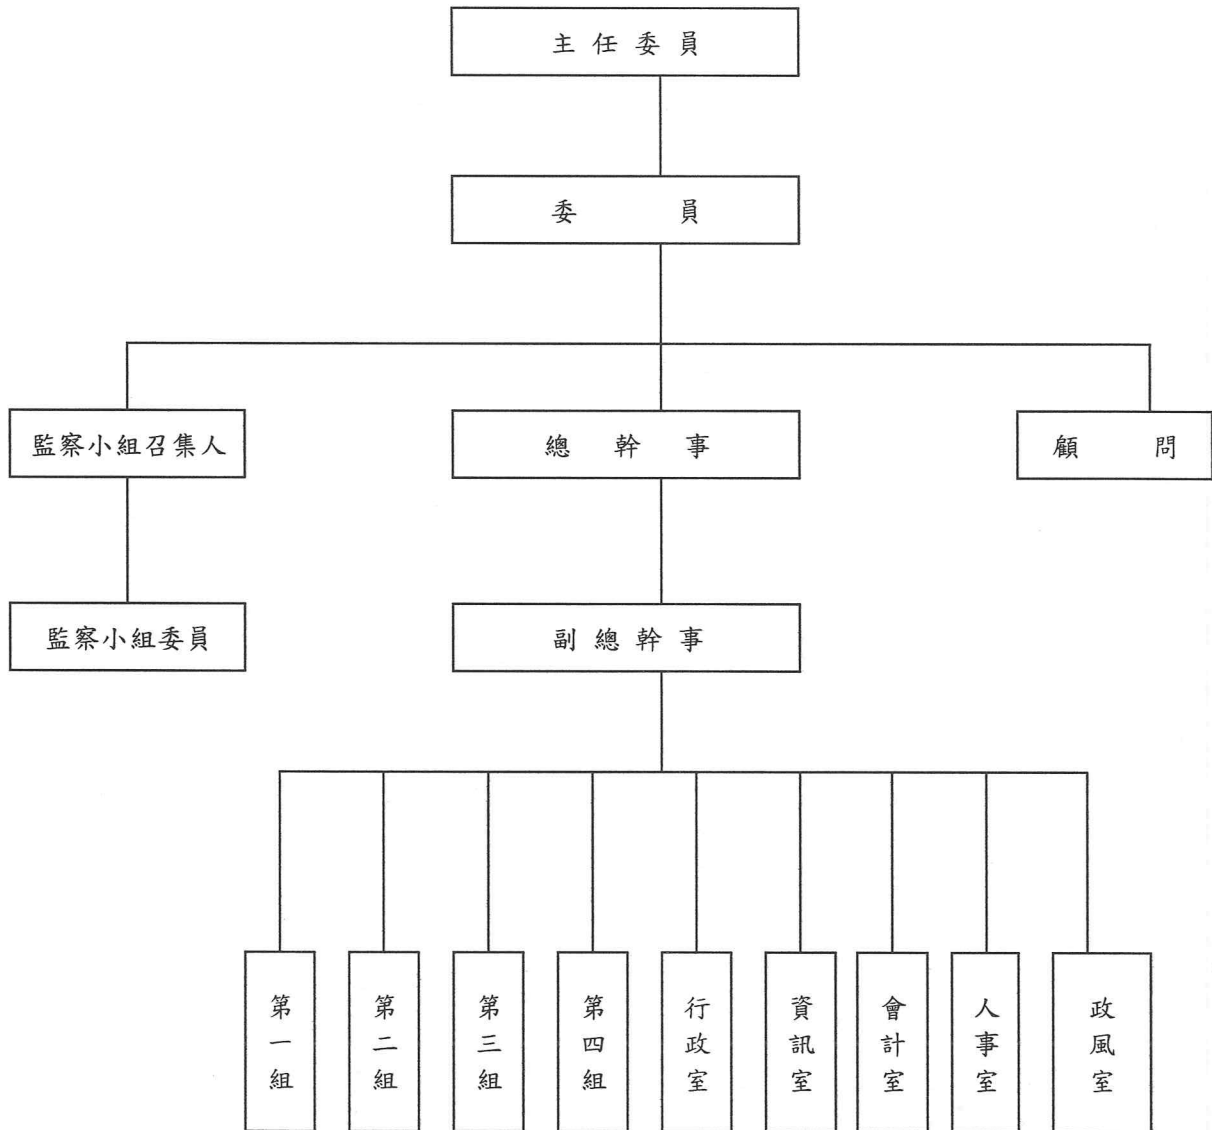 主任委員
委員
監察小組召集人
總幹事
顧問
監察小組委員
副總幹事
第一組
第二組
第三組
第四組
行政室
資訊室
會計室
人事室
政風室